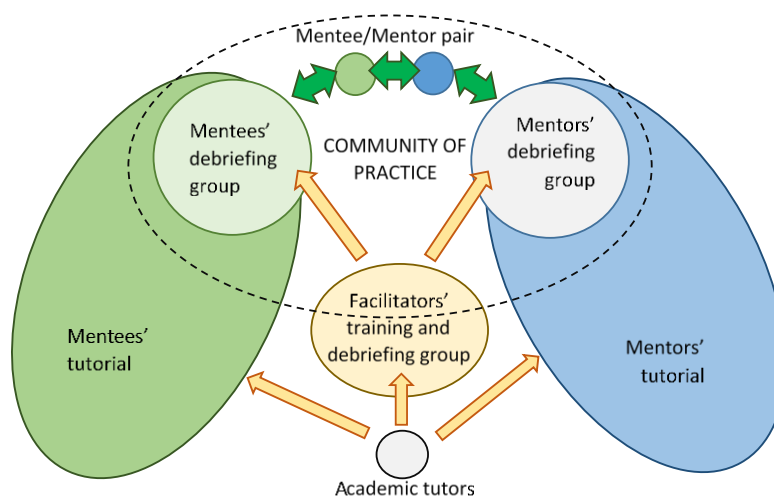 Mentee/Mentor pair
Mentees’
debriefing
group
COMMUNITY OF
PRACTICE
Mentors’
debriefing
group
Facilitators’
training and
debriefing group
Mentees’
tutorial
Mentors’
tutorial
Academic tutors